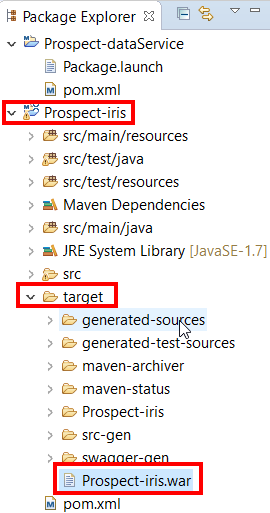 Package Explorer
Prospect-dataService
Package.launch
pom.xml
Prospect-iris
src/main/resources
src/test/java
src/test/resources
Maven Dependencies
src/main/java
JRE System Library [JavaSE-1.7]
src
target
generated-sources
generated-test-sources
maven-archiver
maven-status
Prospect-iris
src-gen
swagger-gen
Prospect-iris.war
pom.xml